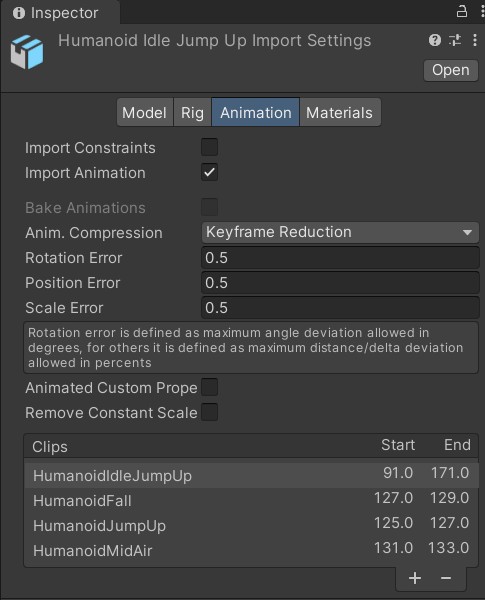 Inspector
Humanoid Idle Jump Up Import Settings
Open
Model Rig Animation Materials
Import Constraints
Import Animation
Bake Animations
Anim. Compression Keyframe Reduction
Rotation Error 0.5
Position Error 0.5
Scale Error 0.5
Rotation error is defined as maximum angle deviation allowed in
degrees, for others it is defined as maximum distance/delta deviation
allowed in percents
Animated Custom Prope
Remove Constant Scale
Clips Start End
HumanoidIdleJumpUp 91.0 171.0
HumanoidFall 127.0 129.0
HumanoidJumpUp 125.0 127.0
HumanoidMidAir 131.0 133.0
+ −